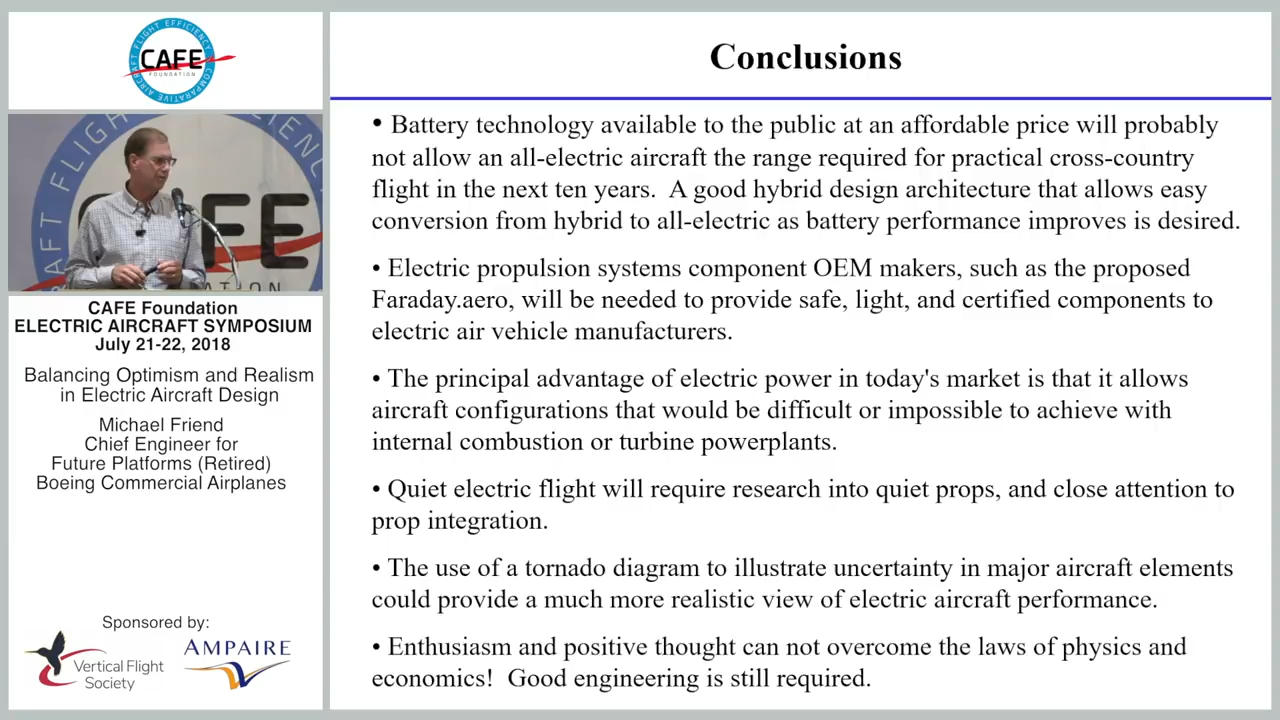 AIRCRAFT FLIGHT EFFICIENCY
CAFE
FOUNDATION
COMPARATIVE
CAFE Foundation
ELECTRIC AIRCRAFT SYMPOSIUM
July 21-22, 2018
Balancing Optimism and Realism
in Electric Aircraft Design
Michael Friend
Chief Engineer for
Future Platforms (Retired)
Boeing Commercial Airplanes
Sponsored by:
Vertical Flight
Society
AMPAIRE
Conclusions
• Battery technology available to the public at an affordable price will probably
not allow an all-electric aircraft the range required for practical cross-country
flight in the next ten years.  A good hybrid design architecture that allows easy
conversion from hybrid to all-electric as battery performance improves is desired.
• Electric propulsion systems component OEM makers, such as the proposed
Faraday.aero, will be needed to provide safe, light, and certified components to
electric air vehicle manufacturers.
• The principal advantage of electric power in today's market is that it allows
aircraft configurations that would be difficult or impossible to achieve with
internal combustion or turbine powerplants.
• Quiet electric flight will require research into quiet props, and close attention to
prop integration.
• The use of a tornado diagram to illustrate uncertainty in major aircraft elements
could provide a much more realistic view of electric aircraft performance.
• Enthusiasm and positive thought can not overcome the laws of physics and
economics!  Good engineering is still required.